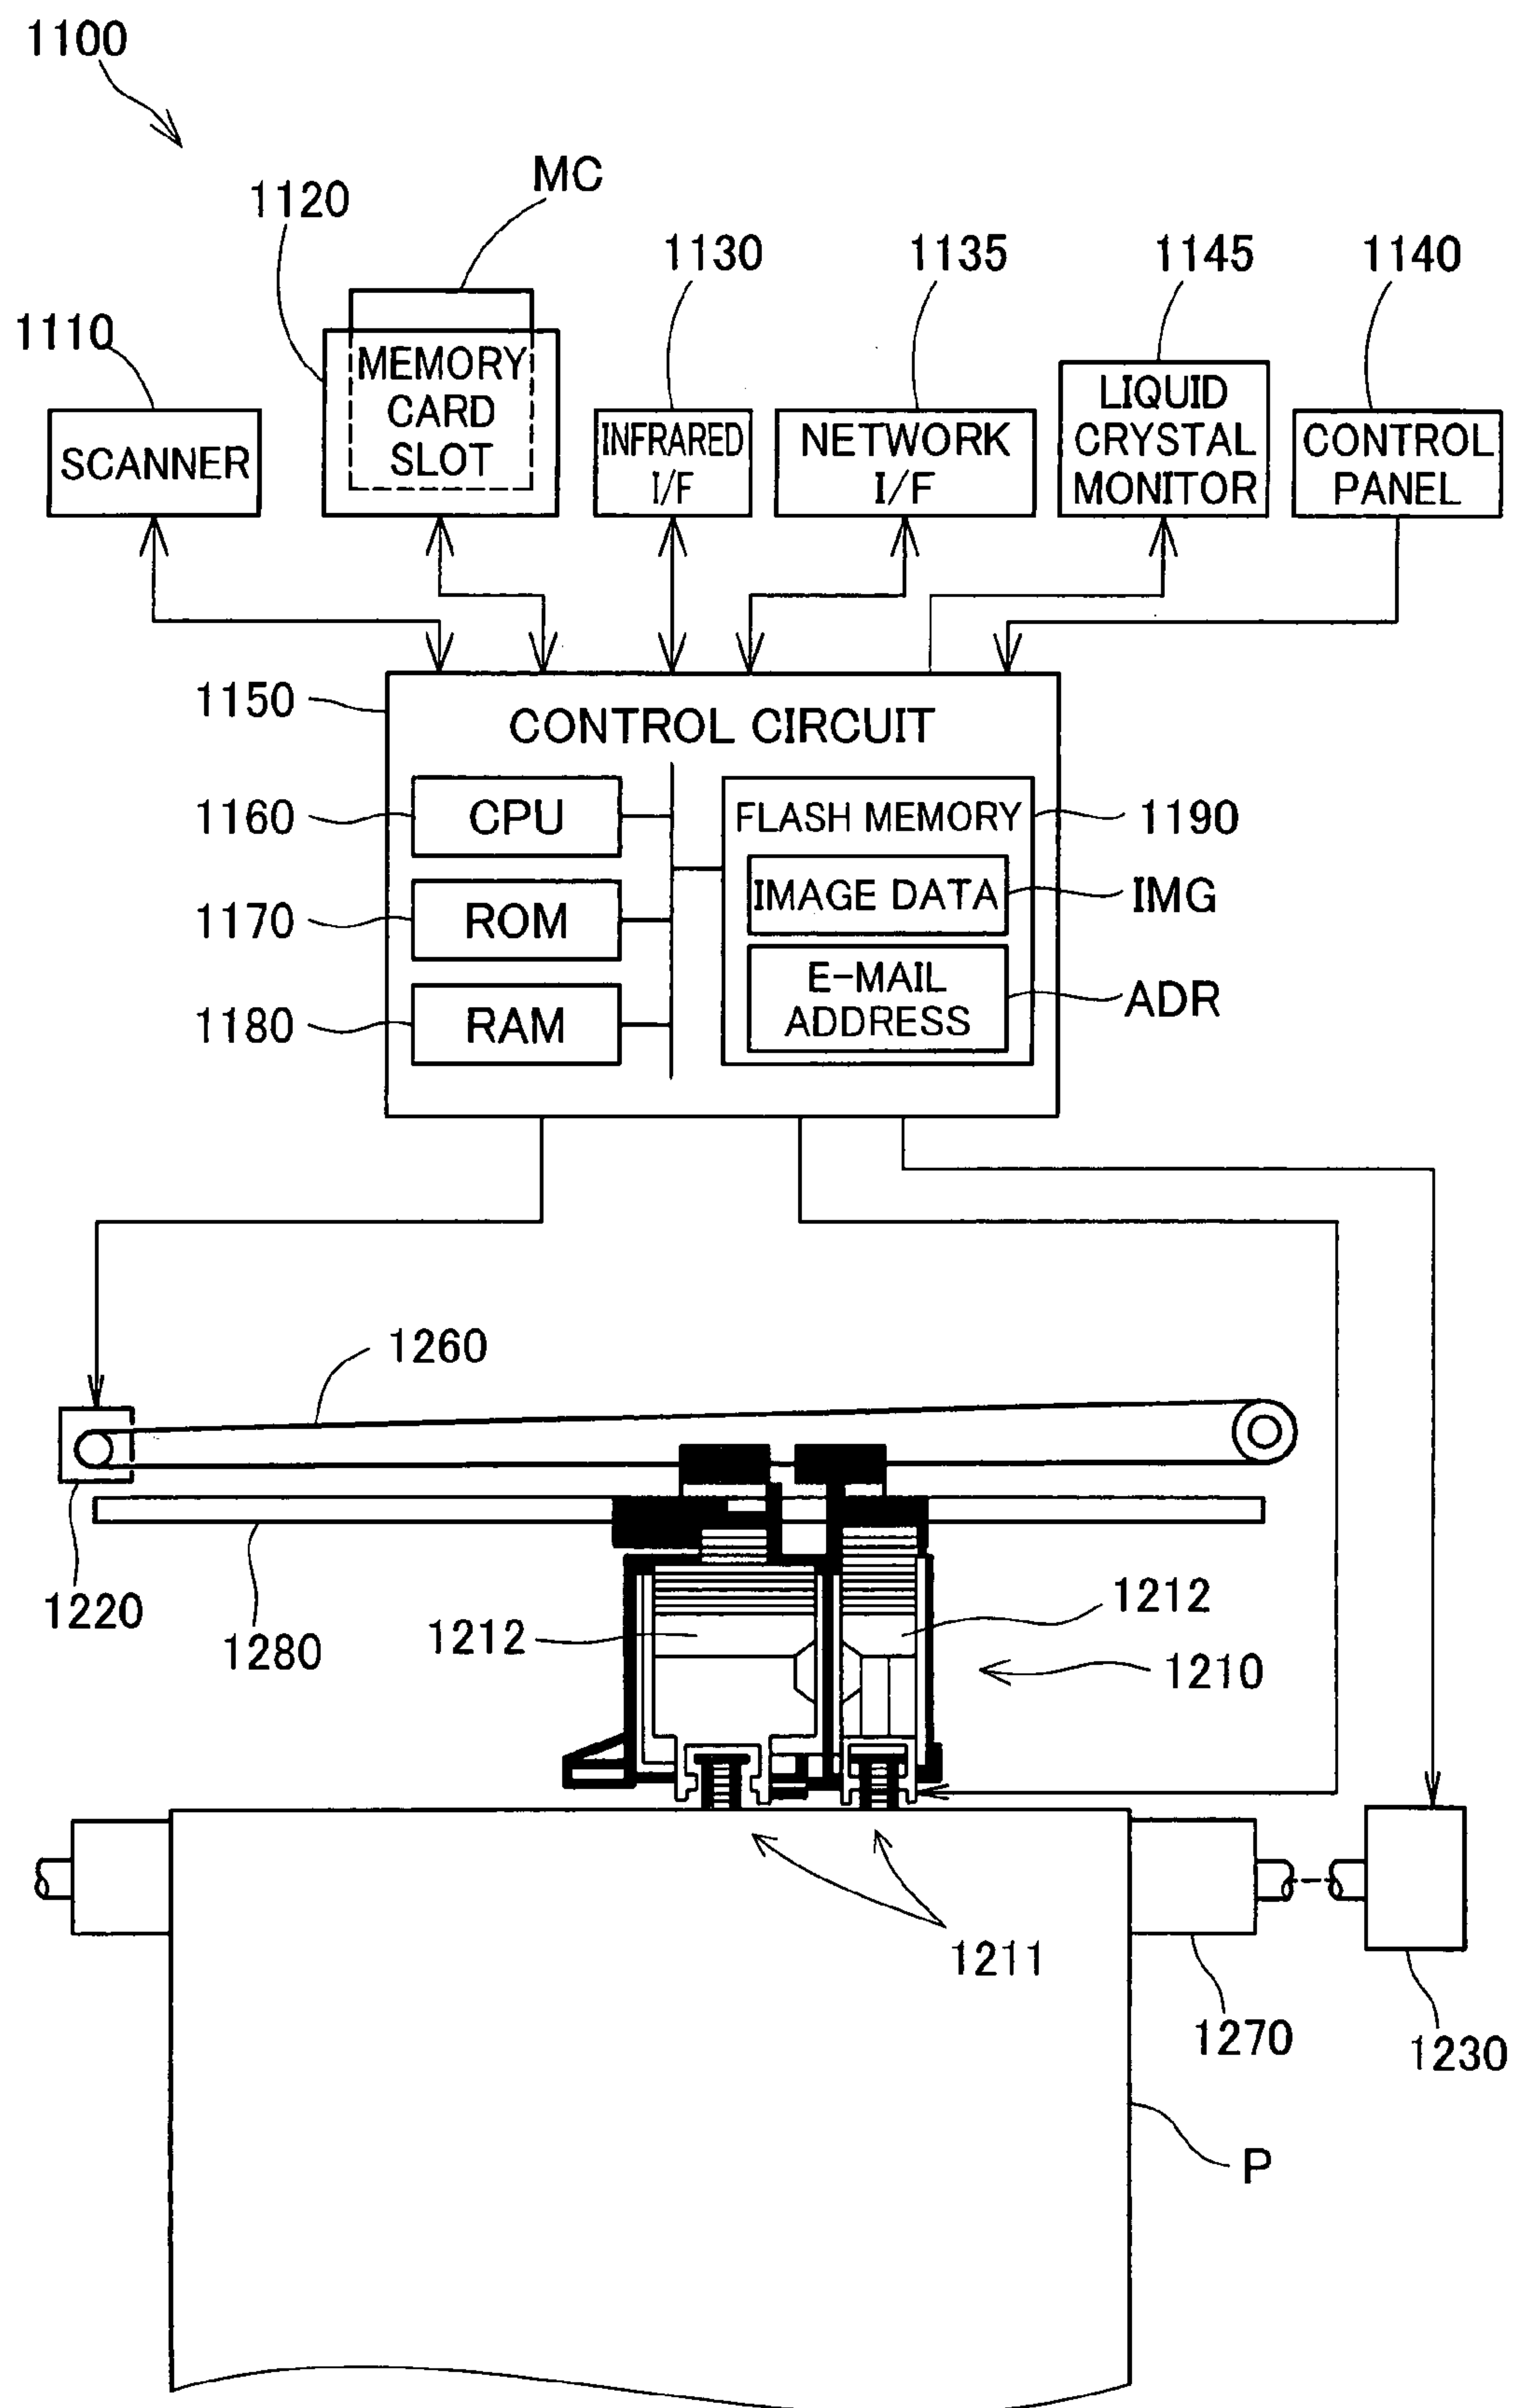 1100
MC
1120
1130
1135
1145
1140
1110
SCANNER
MEMORY
CARD
SLOT
INFRARED
I/F
NETWORK
I/F
LIQUID
CRYSTAL
MONITOR
CONTROL
PANEL
1150
CONTROL CIRCUIT
1160
CPU
FLASH MEMORY
1190
1170
ROM
IMAGE DATA
IMG
1180
RAM
E-MAIL
ADDRESS
ADR
1260
1220
1280
1212
1212
1210
1211
1270
1230
P